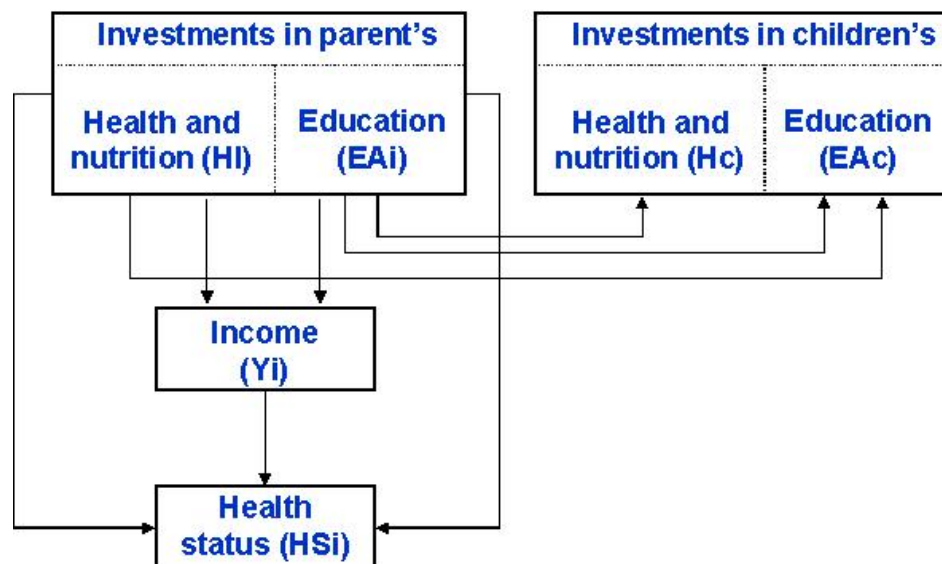 Investments in parent's
Health and
nutrition (HI)
Education
(EAi)
Investments in children's
Health and
nutrition (Hc)
Education
(EAc)
Income
(Yi)
Health
status (HSi)